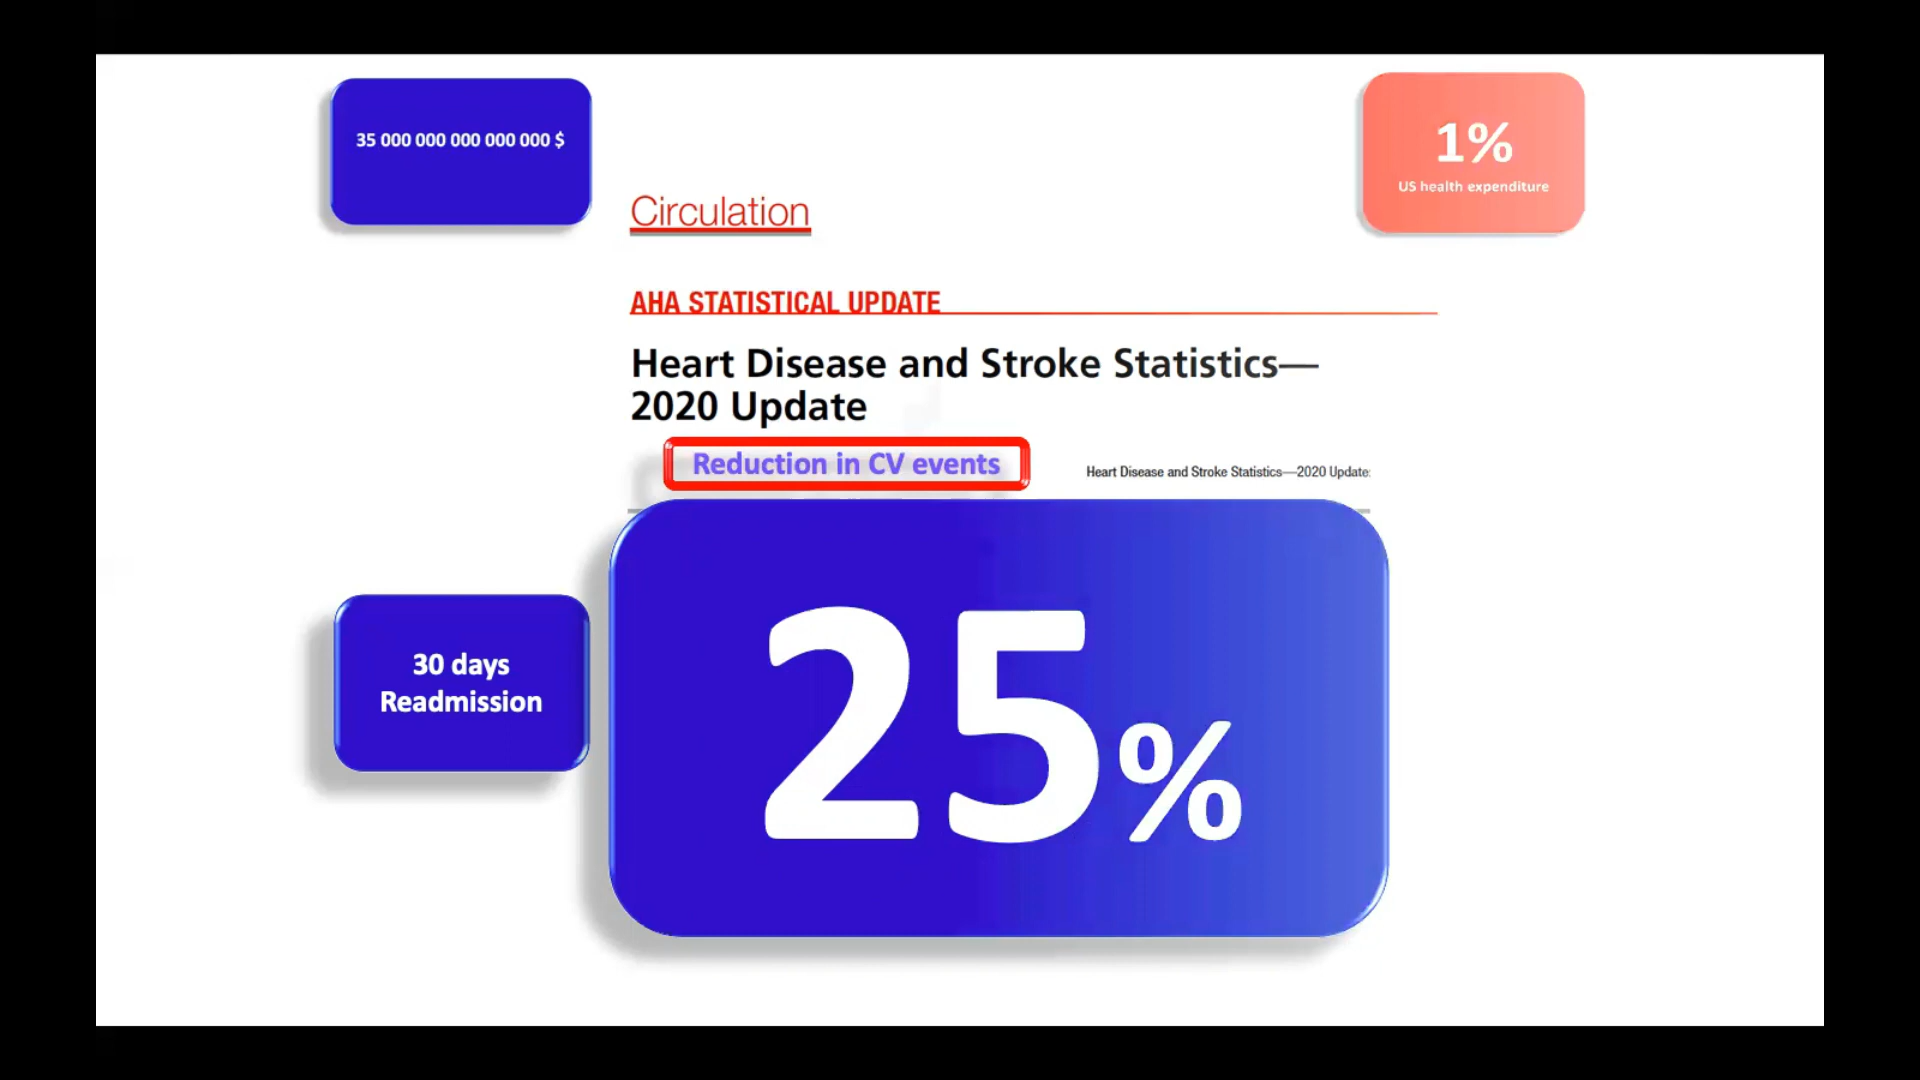 35 000 000 000 000 000 $
1%
US health expenditure
Circulation
AHA STATISTICAL UPDATE
Heart Disease and Stroke Statistics—
2020 Update
Reduction in CV events
Heart Disease and Stroke Statistics—2020 Update:
30 days
Readmission
25%